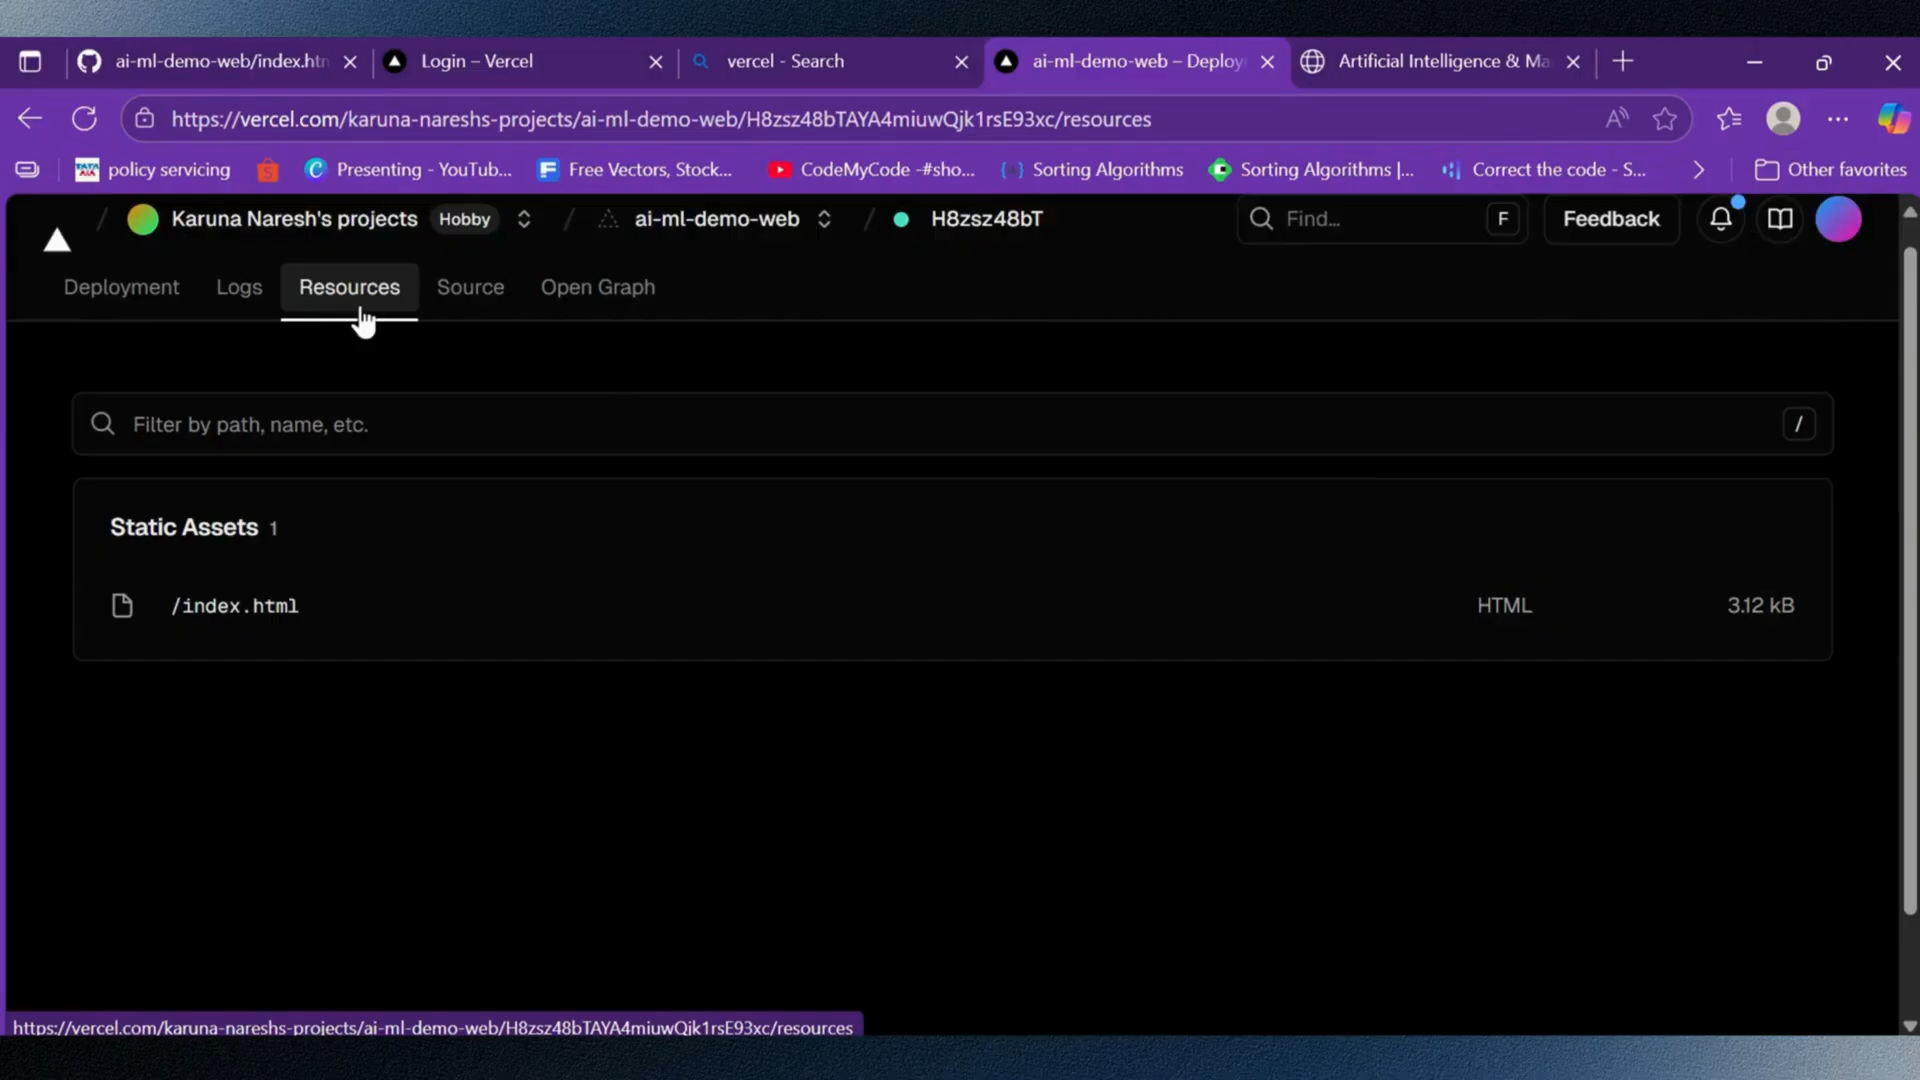 ai-ml-demo-web/index.htm
Login – Vercel
vercel - Search
ai-ml-demo-web – Deploy
Artificial Intelligence & Ma
https://vercel.com/karuna-nareshs-projects/ai-ml-demo-web/H8zsz48bTAYA4miuwQjk1rsE93xc/resources
TATA AIA
policy servicing
Presenting - YouTub...
Free Vectors, Stock...
CodeMyCode -#sho...
Sorting Algorithms
Sorting Algorithms |...
Correct the code - S...
Other favorites
/ Karuna Naresh's projects Hobby / ai-ml-demo-web / H8zsz48bT
Find... F
Feedback
Deployment Logs Resources Source Open Graph
Filter by path, name, etc. /
Static Assets 1
/index.html HTML 3.12 kB
https://vercel.com/karuna-nareshs-projects/ai-ml-demo-web/H8zsz48bTAYA4miuwQjk1rsE93xc/resources